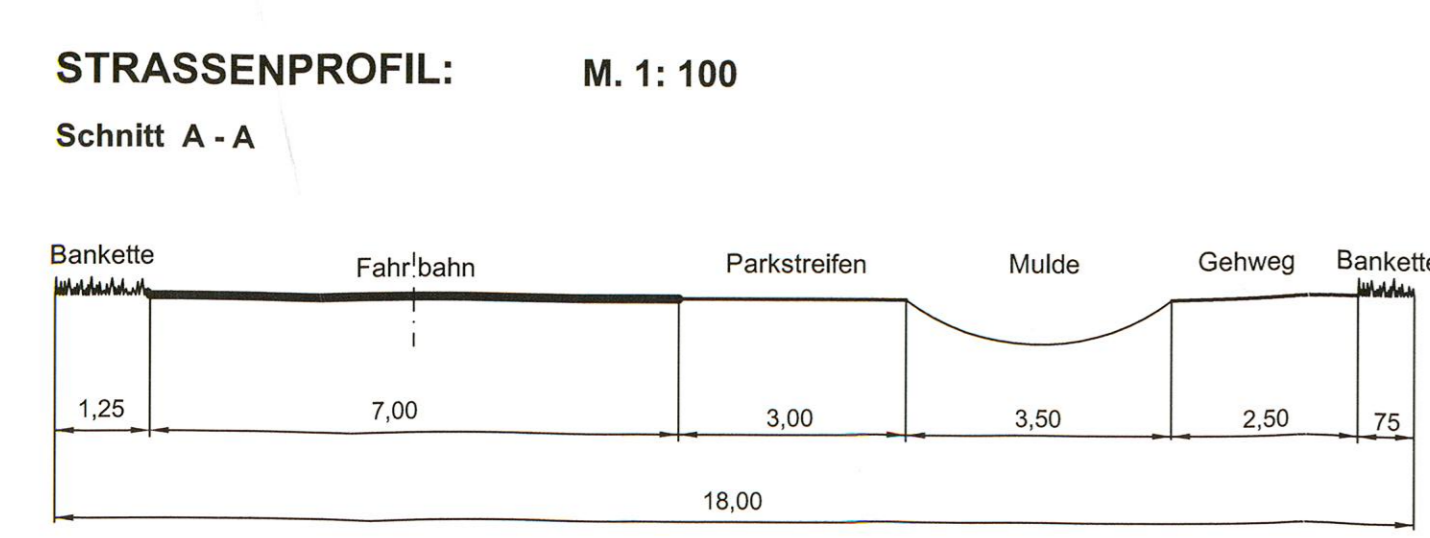 STRASSENPROFIL: M. 1: 100
Schnitt A - A
Bankette Fahrbahn Parkstreifen Mulde Gehweg Bankette
1,25 7,00 3,00 3,50 2,50 75
18,00